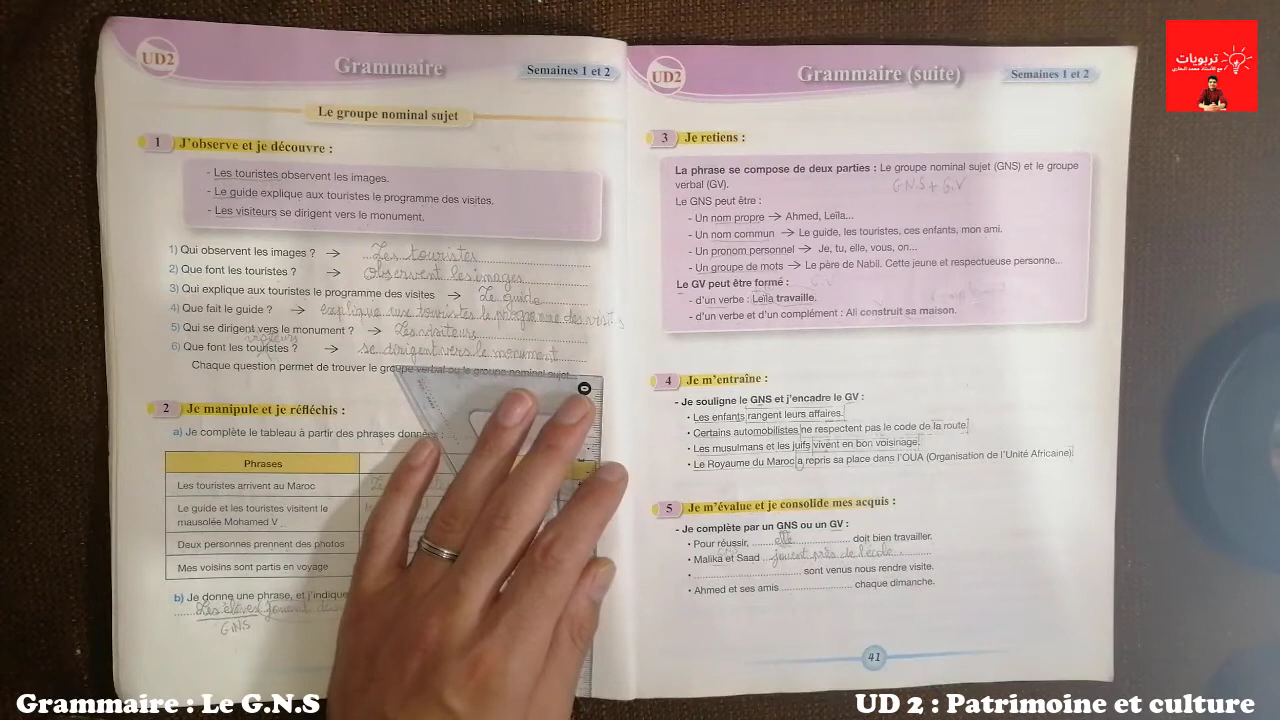 UD2
Grammaire
Semaines 1 et 2
Le groupe nominal sujet
1 J'observe et je découvre :
- Les touristes observent les images.
- Le guide explique aux touristes le programme des visites.
- Les visiteurs se dirigent vers le monument.
1) Qui observent les images ? → Les touristes
2) Que font les touristes ? → observent les images
3) Qui explique aux touristes le programme des visites → Le guide
4) Que fait le guide ? → explique aux touristes le programme des visites
5) Qui se dirigent vers le monument ? → Les visiteurs
visiteurs
6) Que font les touristes ? → se dirigent vers le monument
Chaque question permet de trouver le groupe verbal ou le groupe nominal sujet...
2 Je manipule et je réfléchis :
a) Je complète le tableau à partir des phrases données :
Phrases
Les touristes arrivent au Maroc
Le guide et les touristes visitent le
mausolée Mohamed V .
Deux personnes prennent des photos
Mes voisins sont partis en voyage
b) Je donne une phrase, et j'indique
Les élèves jouent dans
GNS
UD2
Grammaire (suite)
Semaines 1 et 2
3 Je retiens :
La phrase se compose de deux parties : Le groupe nominal sujet (GNS) et le groupe
verbal (GV).
G.N.S + G.V
Le GNS peut être :
- Un nom propre → Ahmed, Leïla...
- Un nom commun → Le guide, les touristes, ces enfants, mon ami.
- Un pronom personnel → Je, tu, elle, vous, on...
- Un groupe de mots → Le père de Nabil. Cette jeune et respectueuse personne...
Le GV peut être formé :
- d'un verbe : Leïla travaille.
- d'un verbe et d'un complément : Ali construit sa maison.
4 Je m'entraîne :
- Je souligne le GNS et j'encadre le GV :
• Les enfants rangent leurs affaires.
• Certains automobilistes ne respectent pas le code de la route.
• Les musulmans et les juifs vivent en bon voisinage.
• Le Royaume du Maroc a repris sa place dans l'OUA (Organisation de l'Unité Africaine).
5 Je m'évalue et je consolide mes acquis :
- Je complète par un GNS ou un GV :
• Pour réussir, elle doit bien travailler.
• Malika et Saad jouent près de l'école
• ........ sont venus nous rendre visite.
• Ahmed et ses amis ........ chaque dimanche.
41
تربويات
مع الأستاذ محمد البخاري
Grammaire : Le G.N.S
UD 2 : Patrimoine et culture